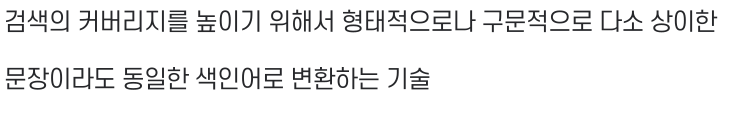 검색의 커버리지를 높이기 위해서 형태적으로나 구문적으로 다소 상이한
문장이라도 동일한 색인어로 변환하는 기술